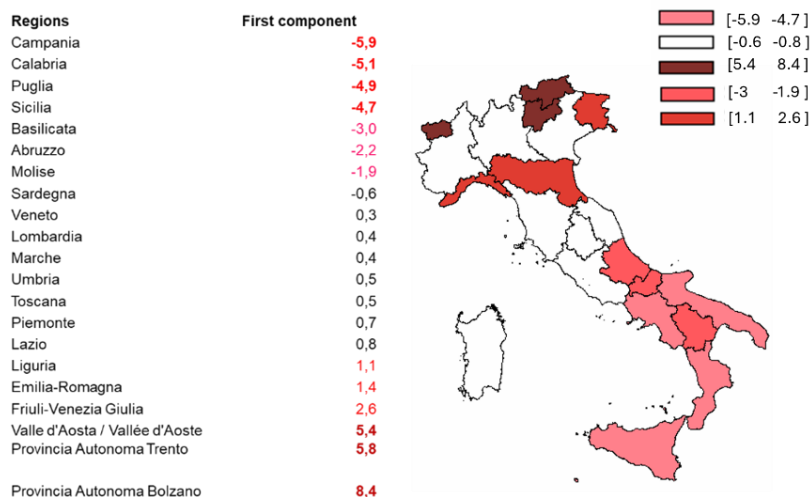 Regions First component
Campania -5,9
Calabria -5,1
Puglia -4,9
Sicilia -4,7
Basilicata -3,0
Abruzzo -2,2
Molise -1,9
Sardegna -0,6
Veneto 0,3
Lombardia 0,4
Marche 0,4
Umbria 0,5
Toscana 0,5
Piemonte 0,7
Lazio 0,8
Liguria 1,1
Emilia-Romagna 1,4
Friuli-Venezia Giulia 2,6
Valle d'Aosta / Vallée d'Aoste 5,4
Provincia Autonoma Trento 5,8
Provincia Autonoma Bolzano 8,4
[-5.9 -4.7]
[-0.6 -0.8]
[5.4 8.4]
[-3 -1.9]
[1.1 2.6]